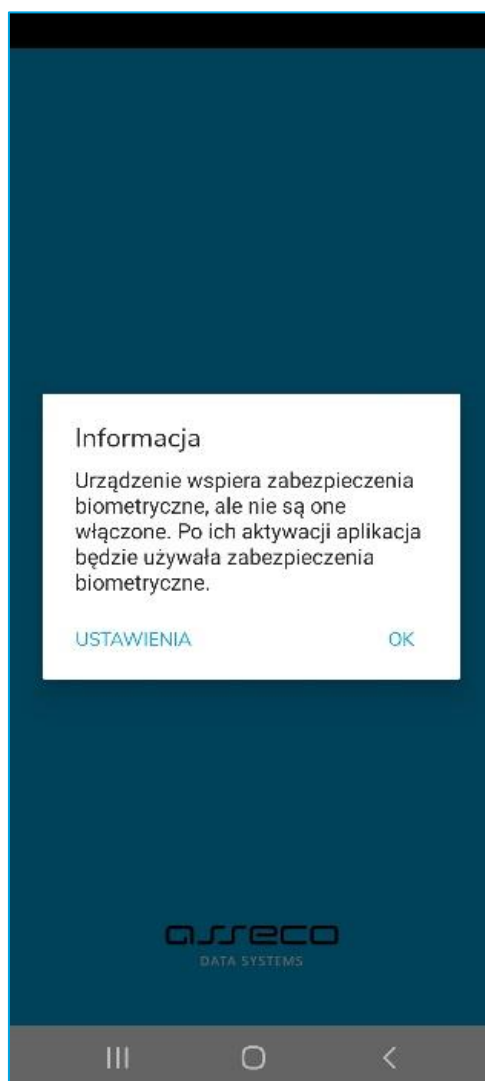 Informacja
Urządzenie wspiera zabezpieczenia
biometryczne, ale nie są one
włączone. Po ich aktywacji aplikacja
będzie używała zabezpieczenia
biometryczne.
USTAWIENIA OK
asseco
DATA SYSTEMS